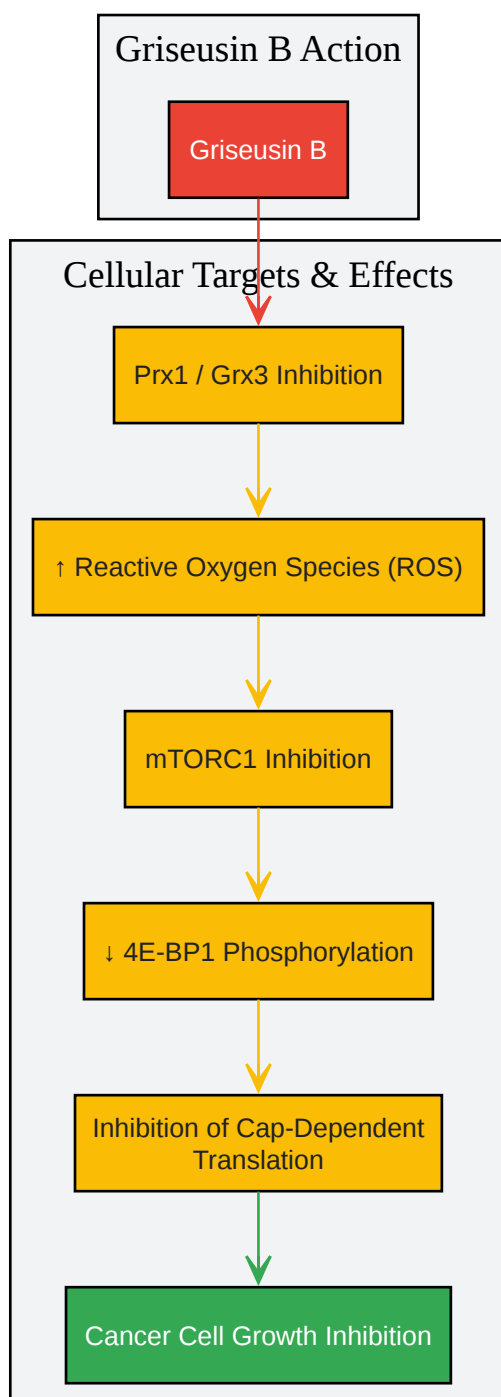 Griseusin B Action
Griseusin B
Cellular Targets & Effects
Prx1 / Grx3 Inhibition
↑ Reactive Oxygen Species (ROS)
mTORC1 Inhibition
↓ 4E-BP1 Phosphorylation
Inhibition of Cap-Dependent
Translation
Cancer Cell Growth Inhibition